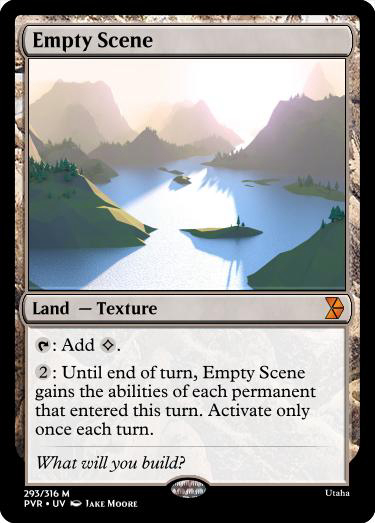 Empty Scene
Land — Texture
: Add .
2: Until end of turn, Empty Scene
gains the abilities of each permanent
that entered this turn. Activate only
once each turn.
What will you build?
293/316 M
Utaha
PVR • UV Jake Moore